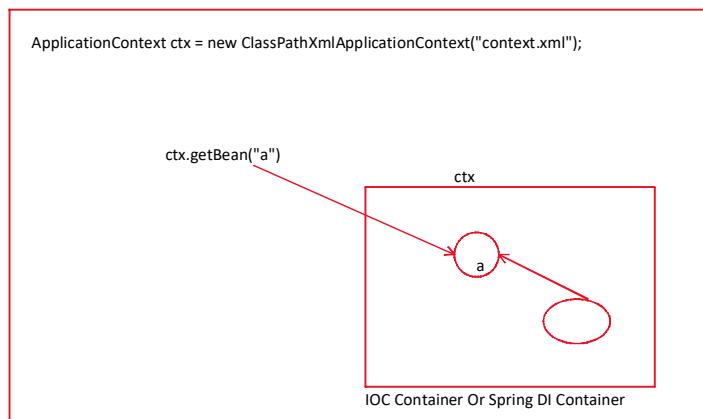 ApplicationContext ctx = new ClassPathXmlApplicationContext("context.xml");
ctx.getBean("a")
ctx
a
IOC Container Or Spring DI Container